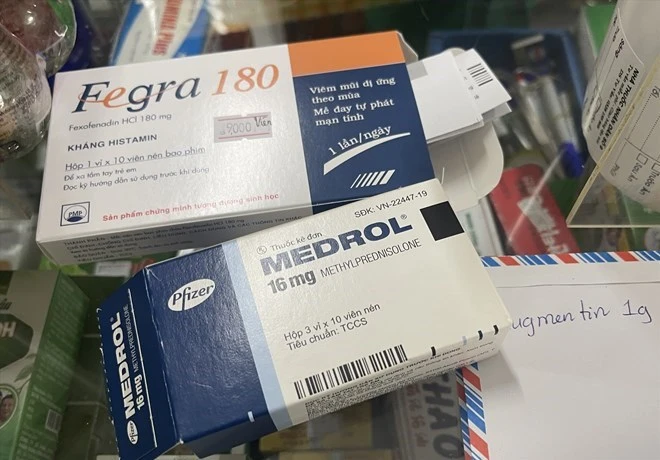 Fegra 180
Fexofenadin HCl 180 mg
KHÁNG HISTAMIN
Hộp 1 vỉ x 10 viên nén bao phim
Để xa tầm tay trẻ em
Đọc kỹ hướng dẫn sử dụng trước khi dùng
PMP
Sản phẩm chứng minh tương đương sinh học
9000 Viên
Viêm mũi dị ứng
theo mùa
Mề đay tự phát
mạn tính
1 lần/ngày
SĐK: VN-22447-19
Thuốc kê đơn
MEDROL®
16 mg METHYLPREDNISOLONE
Pfizer
Hộp 3 vỉ x 10 viên nén
Tiêu chuẩn: TCCS
MEDROL®
16 mg METHYLPREDNISOLONE
Pfizer
ugmentin 1g